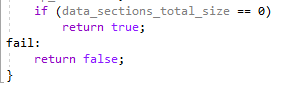 if (data_sections_total_size == 0)
return true;
fail:
return false;
}